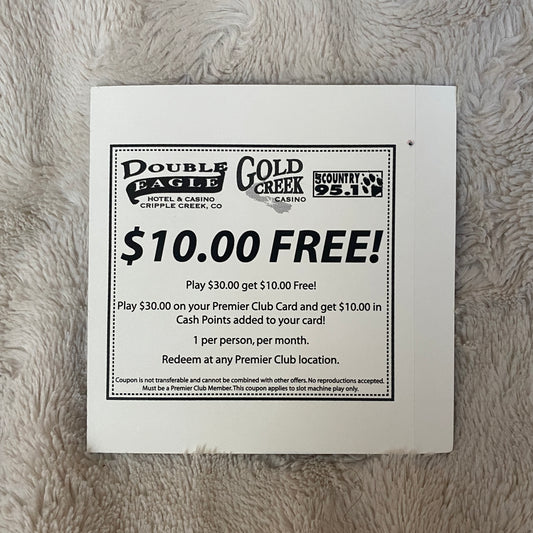 DOUBLE
EAGLE
HOTEL & CASINO
CRIPPLE CREEK, CO
GOLD
CREEK
CASINO
COUNTRY
95.1
$10.00 FREE!
Play $30.00 get $10.00 Free!
Play $30.00 on your Premier Club Card and get $10.00 in
Cash Points added to your card!
1 per person, per month.
Redeem at any Premier Club location.
Coupon is not transferable and cannot be combined with other offers. No reproductions accepted.
Must be a Premier Club Member. This coupon applies to slot machine play only.